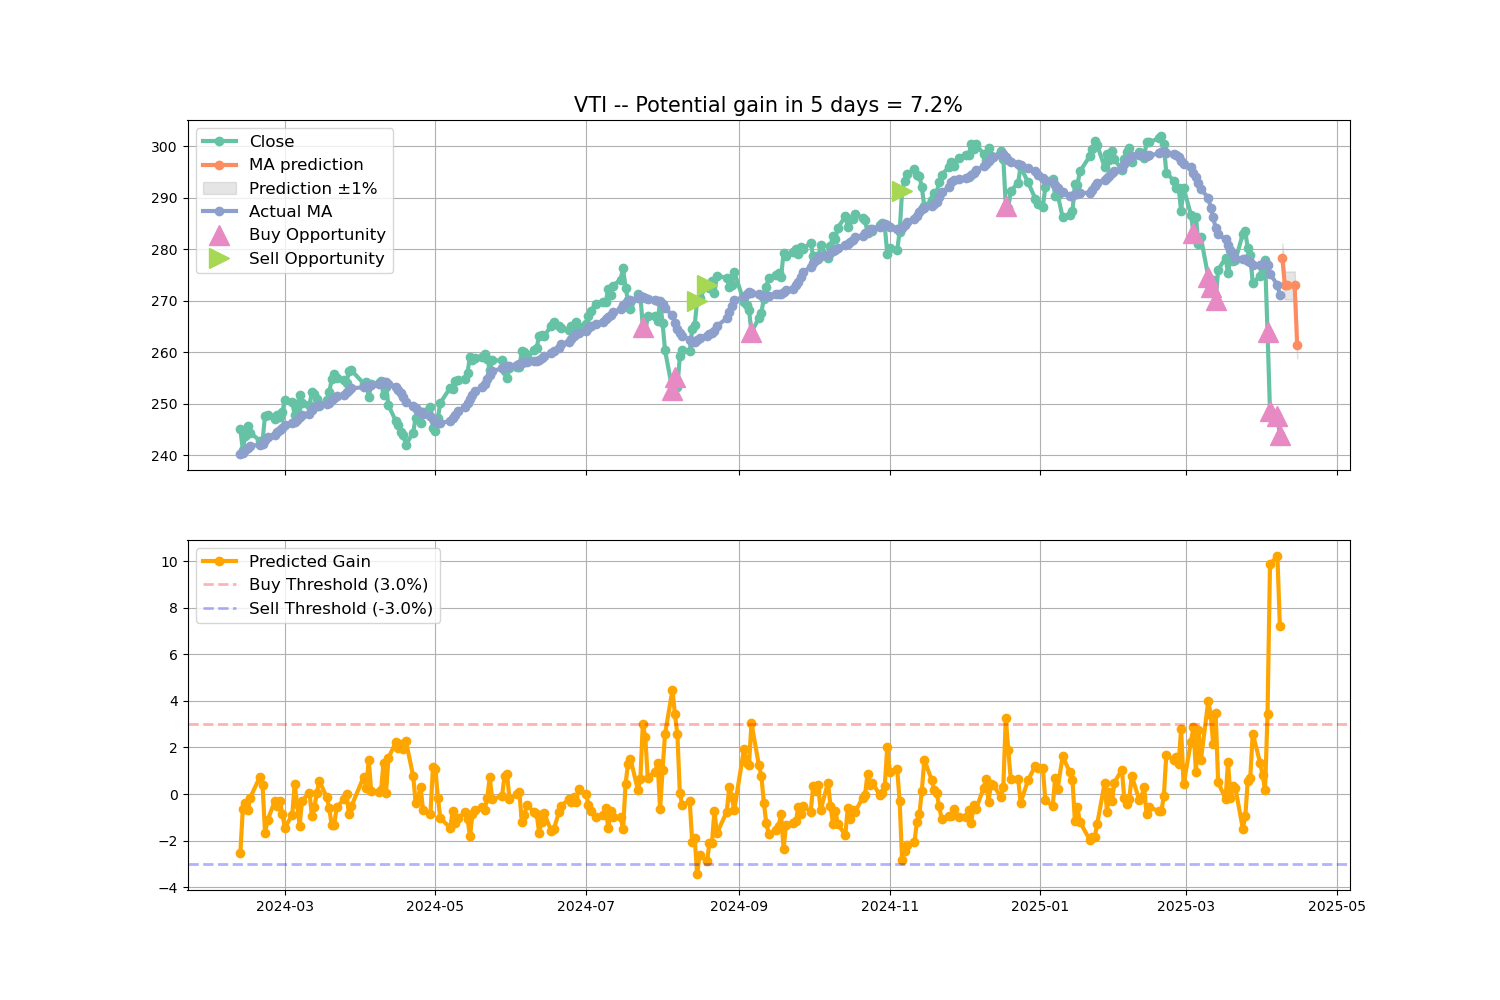 VTI -- Potential gain in 5 days = 7.2%
Close
MA prediction
Prediction ±1%
Actual MA
Buy Opportunity
Sell Opportunity
300
290
280
270
260
250
240
Predicted Gain
Buy Threshold (3.0%)
Sell Threshold (-3.0%)
10
8
6
4
2
0
−2
−4
2024-03 2024-05 2024-07 2024-09 2024-11 2025-01 2025-03 2025-05